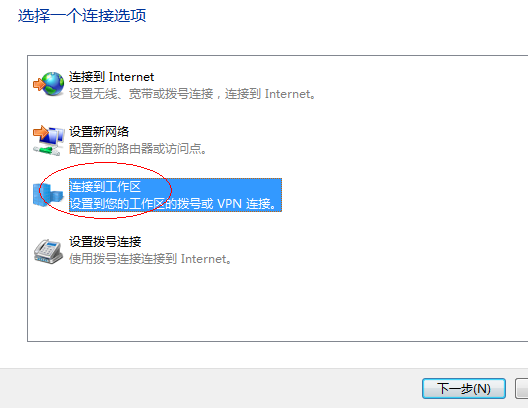 选择一个连接选项
连接到 Internet
设置无线、宽带或拨号连接，连接到 Internet。
设置新网络
配置新的路由器或访问点。
连接到工作区
设置到您的工作区的拨号或 VPN 连接。
设置拨号连接
使用拨号连接连接到 Internet。
下一步(N)